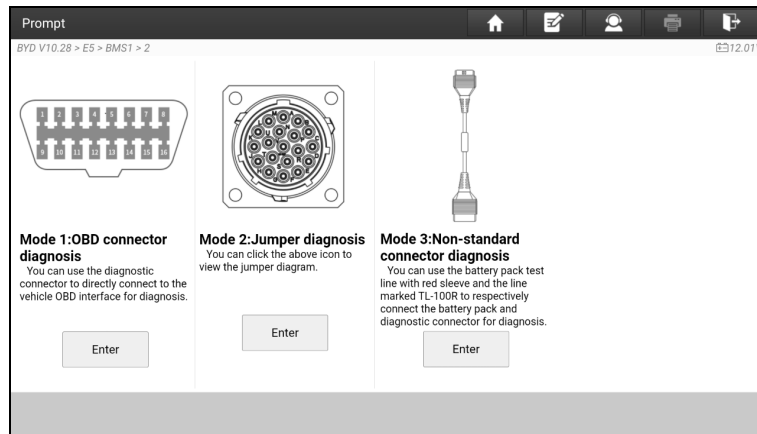 Prompt
BYD V10.28 > E5 > BMS1 > 2
12.01
1 2 3 4 5 6 7 8
9 10 11 12 13 14 15 16
Mode 1:OBD connector
diagnosis
You can use the diagnostic
connector to directly connect to the
vehicle OBD interface for diagnosis.
Enter
Mode 2:Jumper diagnosis
You can click the above icon to
view the jumper diagram.
Enter
Mode 3:Non-standard
connector diagnosis
You can use the battery pack test
line with red sleeve and the line
marked TL-100R to respectively
connect the battery pack and
diagnostic connector for diagnosis.
Enter